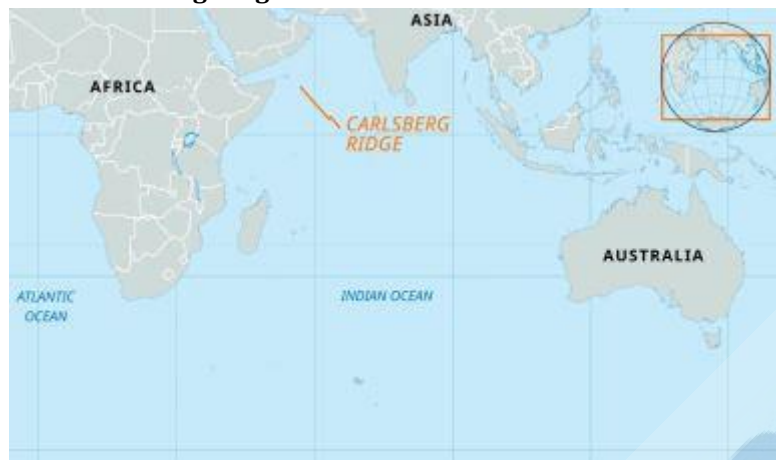 ASIA
AFRICA
CARLSBERG
RIDGE
AUSTRALIA
ATLANTIC
OCEAN
INDIAN OCEAN